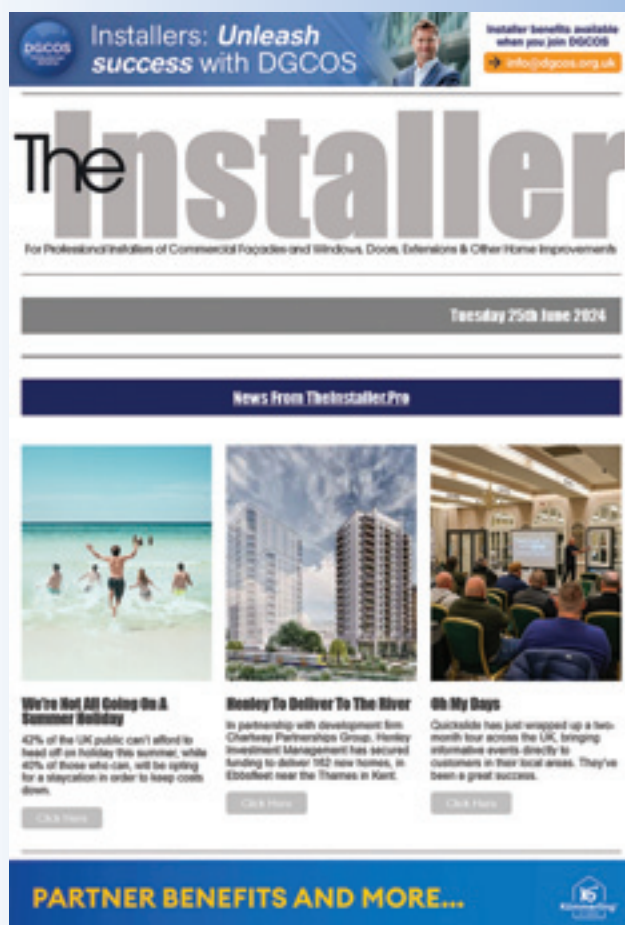 DGCOS
Installers: Unleash
success with DGCOS
Installer benefits available
when you join DGCOS
info@dgcos.org.uk
The Installer
For Professional Installers of Commercial Façades and Windows, Doors, Extensions & Other Home Improvements
Tuesday 25th June 2024
News From TheInstaller.Pro
We're Not All Going On A
Summer Holiday
42% of the UK public can't afford to
head off on holiday this summer, while
40% of those who can, will be opting
for a staycation in order to keep costs
down.
Click Here
Henley To Deliver To The River
In partnership with development firm
Chartway Partnerships Group, Henley
Investment Management has secured
funding to deliver 162 new homes, in
Ebbsfleet near the Thames in Kent.
Click Here
Oh My Days
Quickslide has just wrapped up a two-
month tour across the UK, bringing
informative events directly to
customers in their local areas. They've
been a great success.
Click Here
PARTNER BENEFITS AND MORE...
Kömmerling